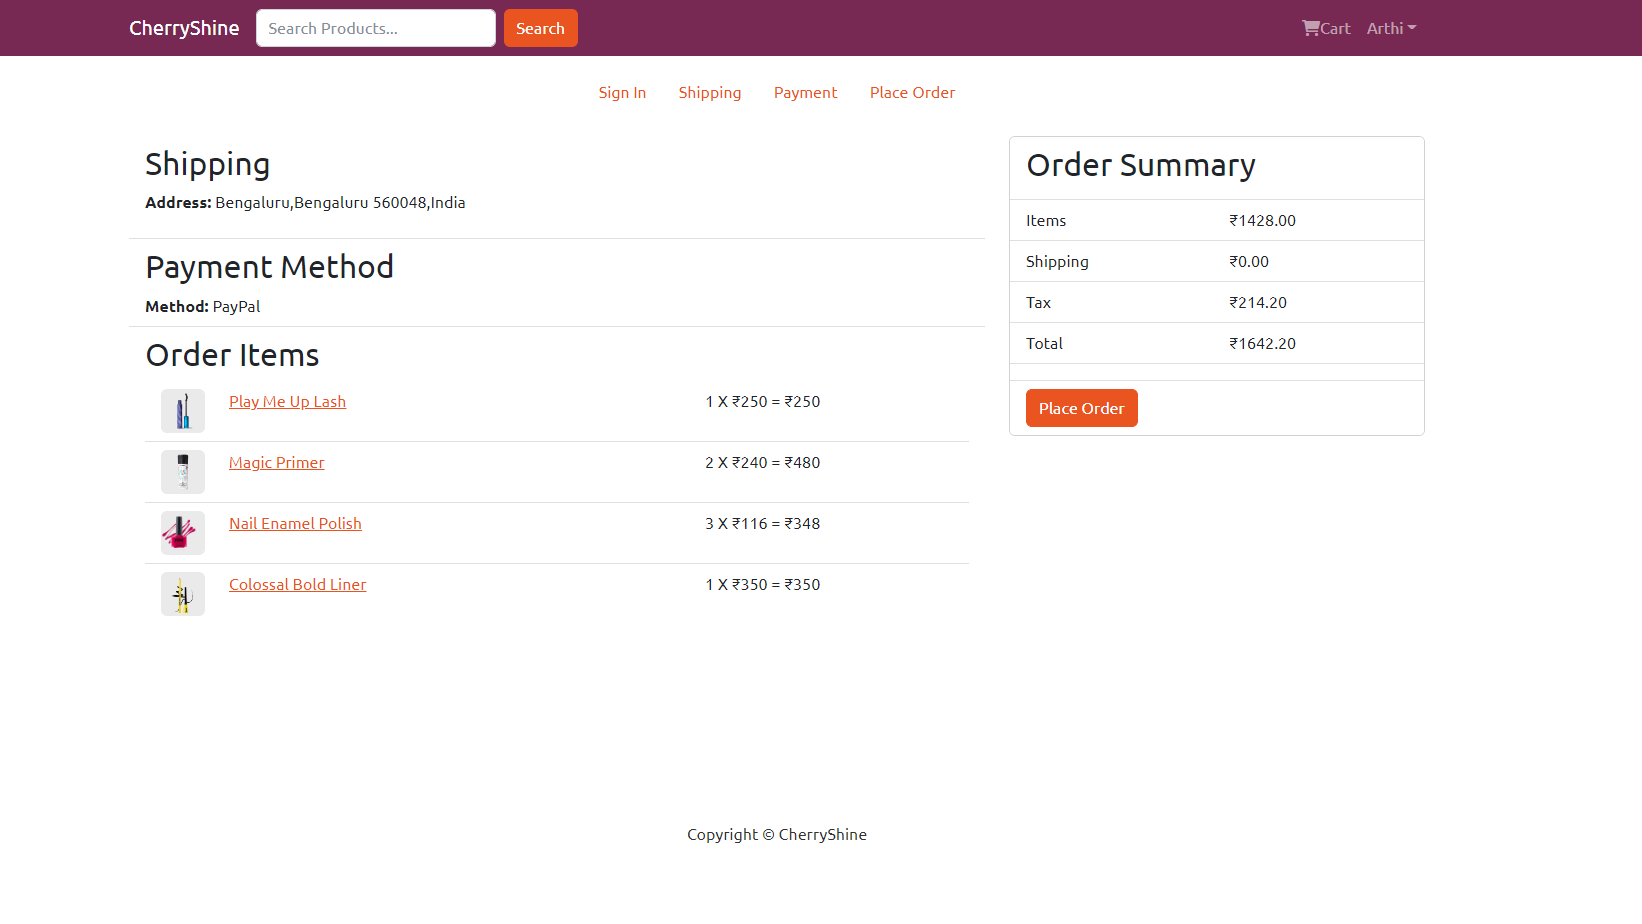 CherryShine Search Products... Search Cart Arthi
Sign In Shipping Payment Place Order
Shipping
Address: Bengaluru,Bengaluru 560048,India
Payment Method
Method: PayPal
Order Items
Play Me Up Lash 1 X ₹250 = ₹250
Magic Primer 2 X ₹240 = ₹480
Nail Enamel Polish 3 X ₹116 = ₹348
Colossal Bold Liner 1 X ₹350 = ₹350
Order Summary
Items ₹1428.00
Shipping ₹0.00
Tax ₹214.20
Total ₹1642.20
Place Order
Copyright © CherryShine